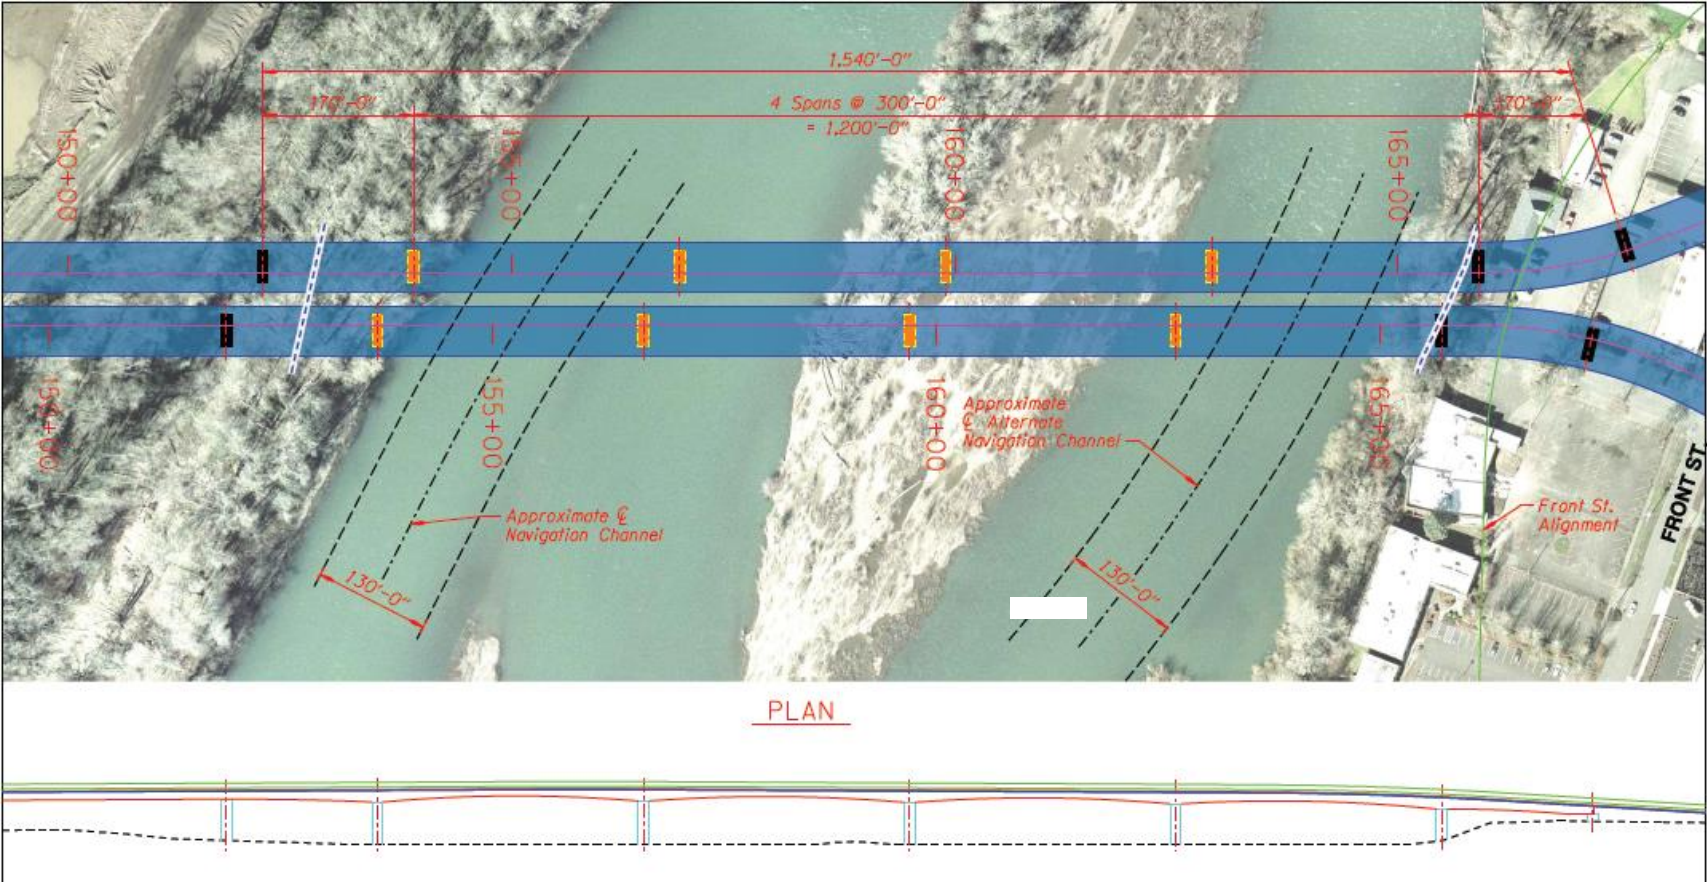 1,540'-0"
170'-0"
4 Spans @ 300'-0"
= 1,200'-0"
170'-0"
150+00
155+00
160+00
165+00
150+00
155+00
160+00
165+00
Approximate
℄ Alternate
Navigation Channel
Approximate ℄
Navigation Channel
Front St.
Alignment
FRONT ST
130'-0"
130'-0"
PLAN